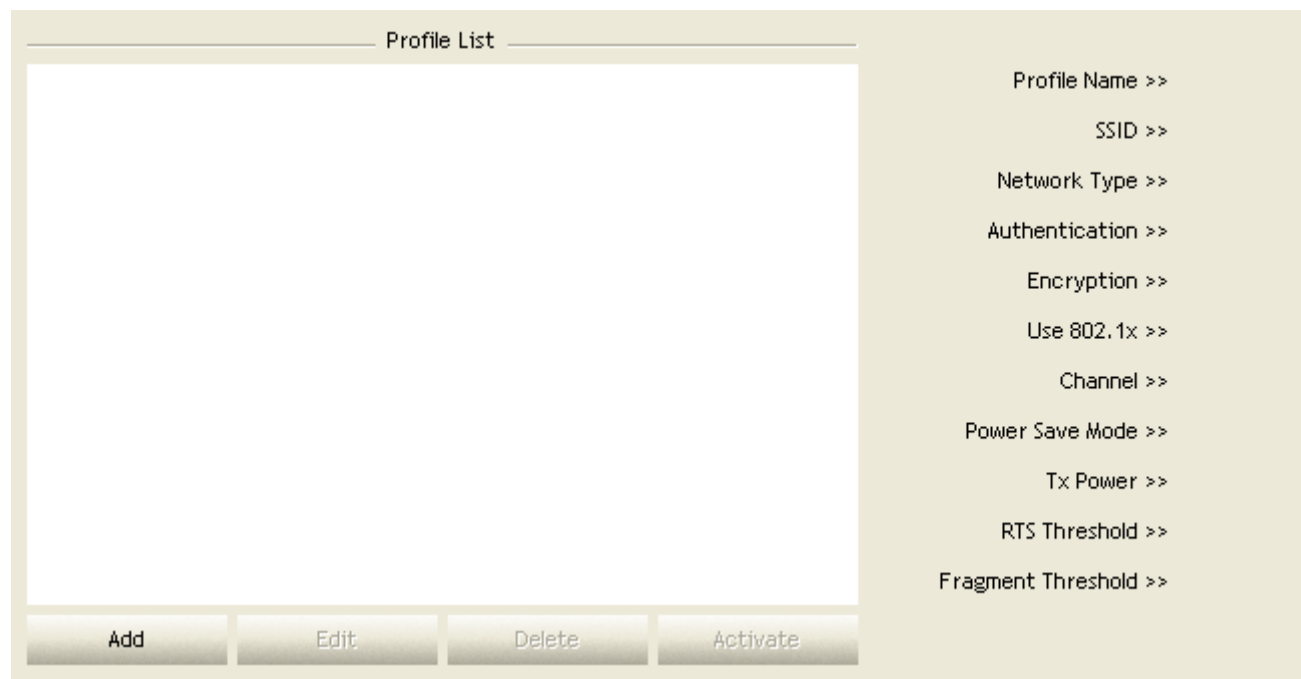 Profile List
Profile Name >>
SSID >>
Network Type >>
Authentication >>
Encryption >>
Use 802.1x >>
Channel >>
Power Save Mode >>
Tx Power >>
RTS Threshold >>
Fragment Threshold >>
Add Edit Delete Activate